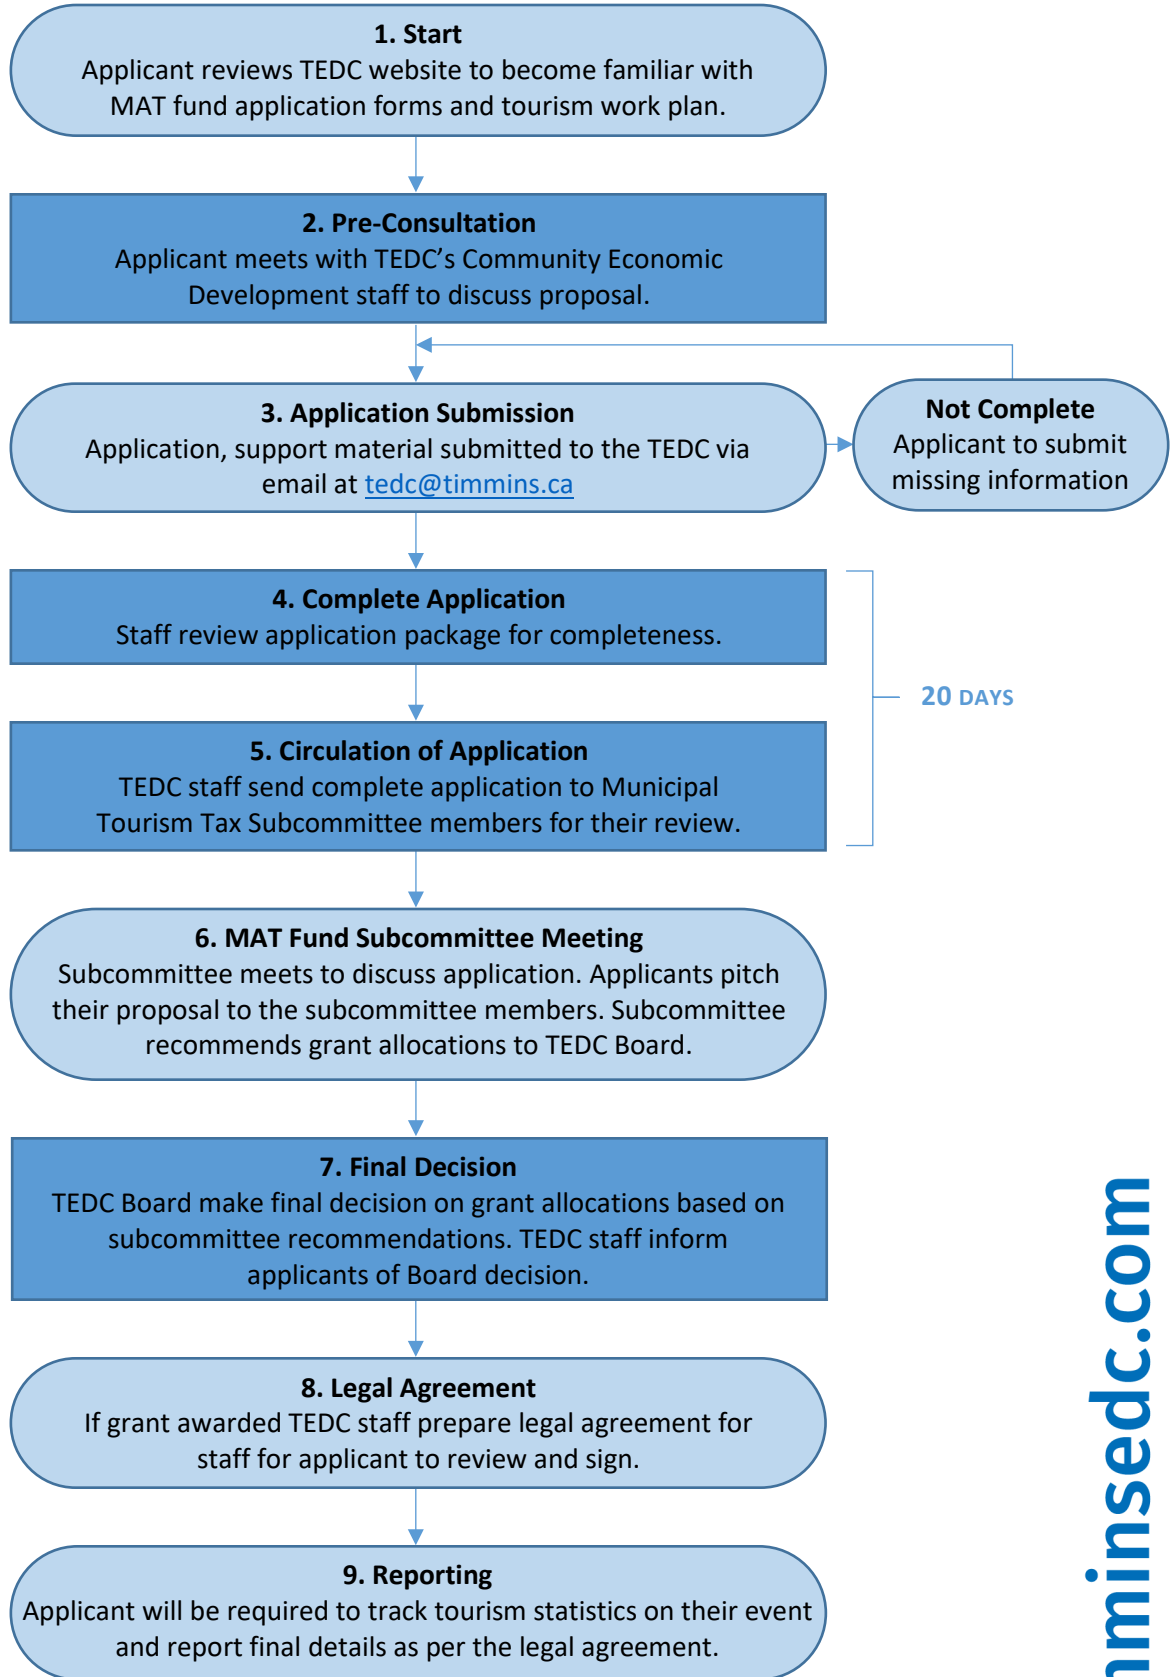 1. Start
Applicant reviews TEDC website to become familiar with
MAT fund application forms and tourism work plan.
2. Pre-Consultation
Applicant meets with TEDC’s Community Economic
Development staff to discuss proposal.
3. Application Submission
Application, support material submitted to the TEDC via
email at tedc@timmins.ca
Not Complete
Applicant to submit
missing information
4. Complete Application
Staff review application package for completeness.
20 DAYS
5. Circulation of Application
TEDC staff send complete application to Municipal
Tourism Tax Subcommittee members for their review.
6. MAT Fund Subcommittee Meeting
Subcommittee meets to discuss application. Applicants pitch
their proposal to the subcommittee members. Subcommittee
recommends grant allocations to TEDC Board.
7. Final Decision
TEDC Board make final decision on grant allocations based on
subcommittee recommendations. TEDC staff inform
applicants of Board decision.
8. Legal Agreement
If grant awarded TEDC staff prepare legal agreement for
staff for applicant to review and sign.
9. Reporting
Applicant will be required to track tourism statistics on their event
and report final details as per the legal agreement.
mminsedc.com